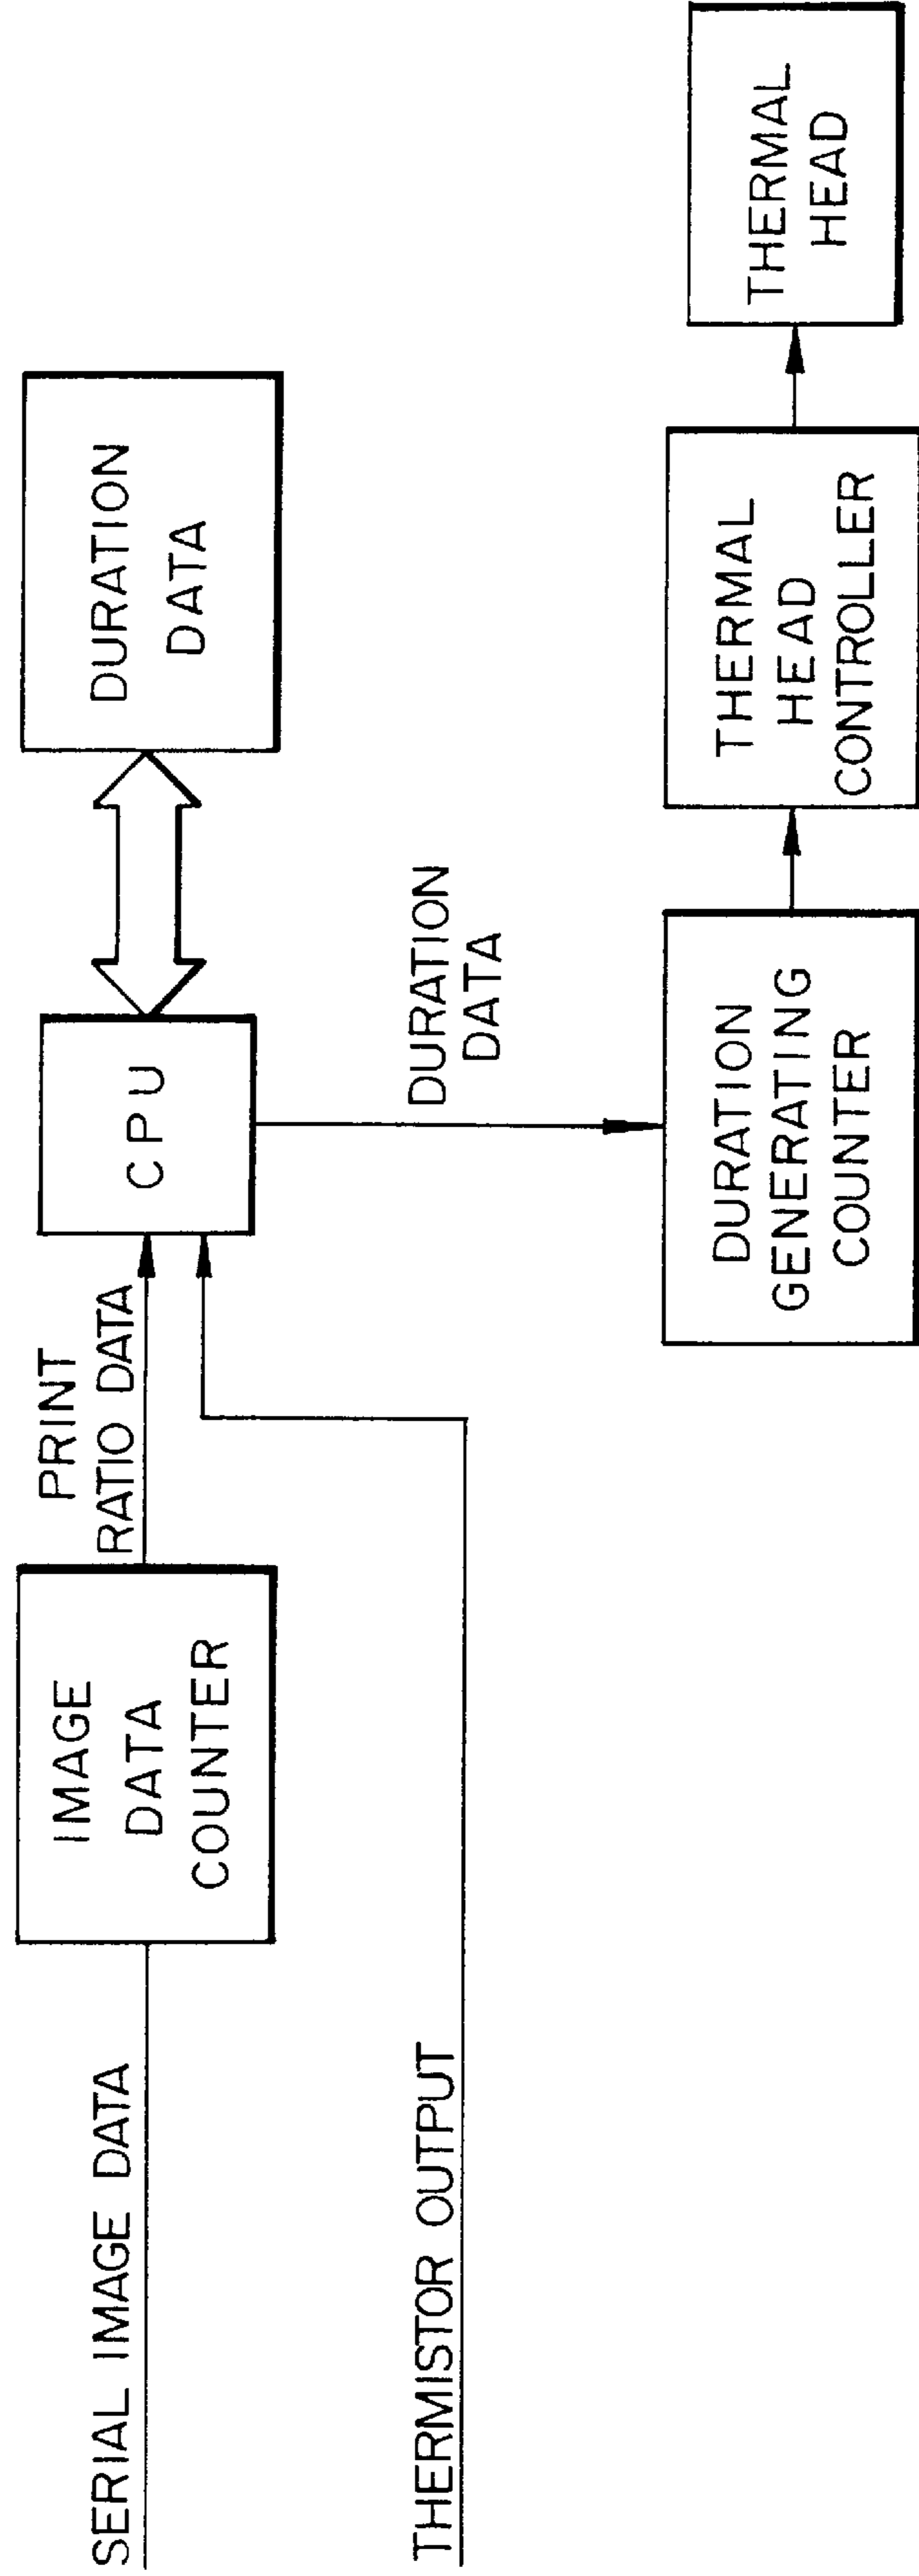 SERIAL IMAGE DATA
IMAGE
DATA
COUNTER
PRINT
RATIO DATA
CPU
DURATION
DATA
THERMISTOR OUTPUT
DURATION
DATA
DURATION
GENERATING
COUNTER
THERMAL
HEAD
CONTROLLER
THERMAL
HEAD